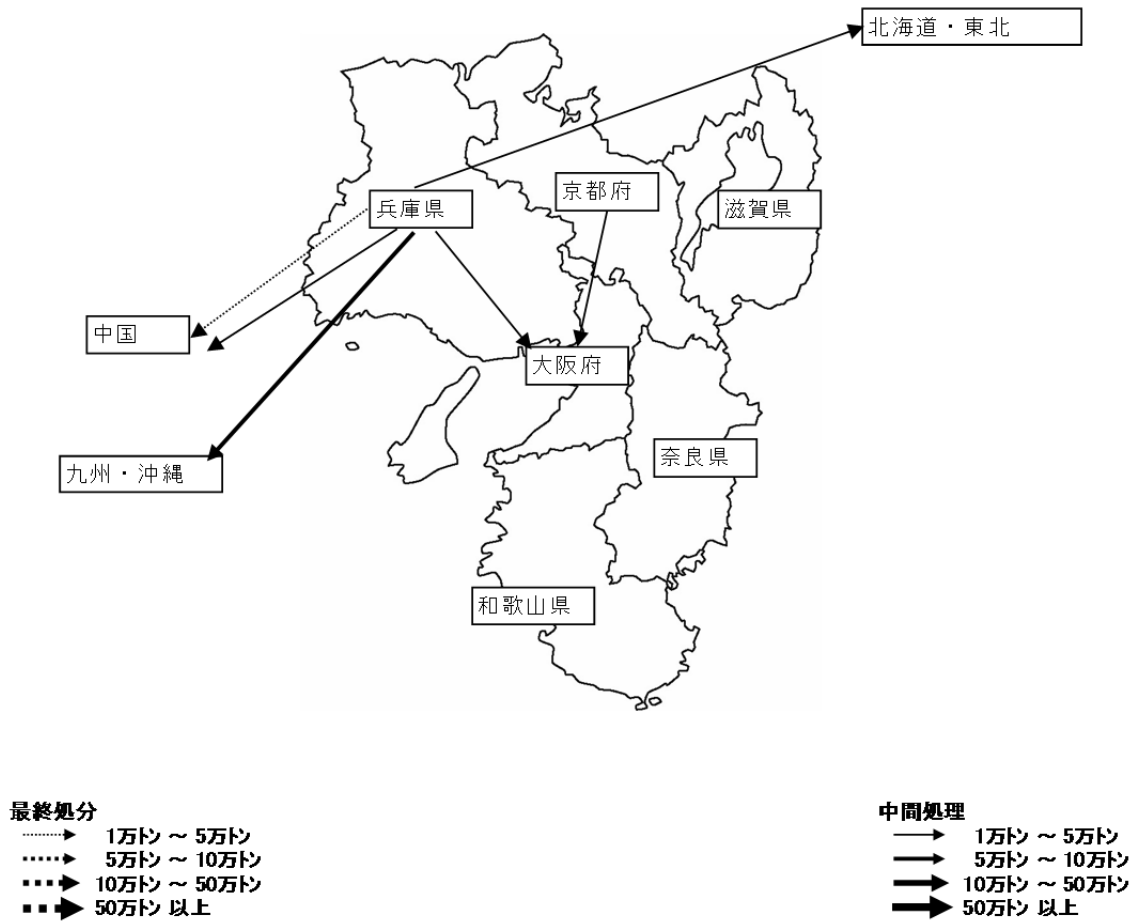 北海道・東北
京都府
兵庫県
滋賀県
中国
大阪府
奈良県
九州・沖縄
和歌山県
最終処分
1万トン ～ 5万トン
5万トン ～ 10万トン
10万トン ～ 50万トン
50万トン 以上
中間処理
1万トン ～ 5万トン
5万トン ～ 10万トン
10万トン ～ 50万トン
50万トン 以上